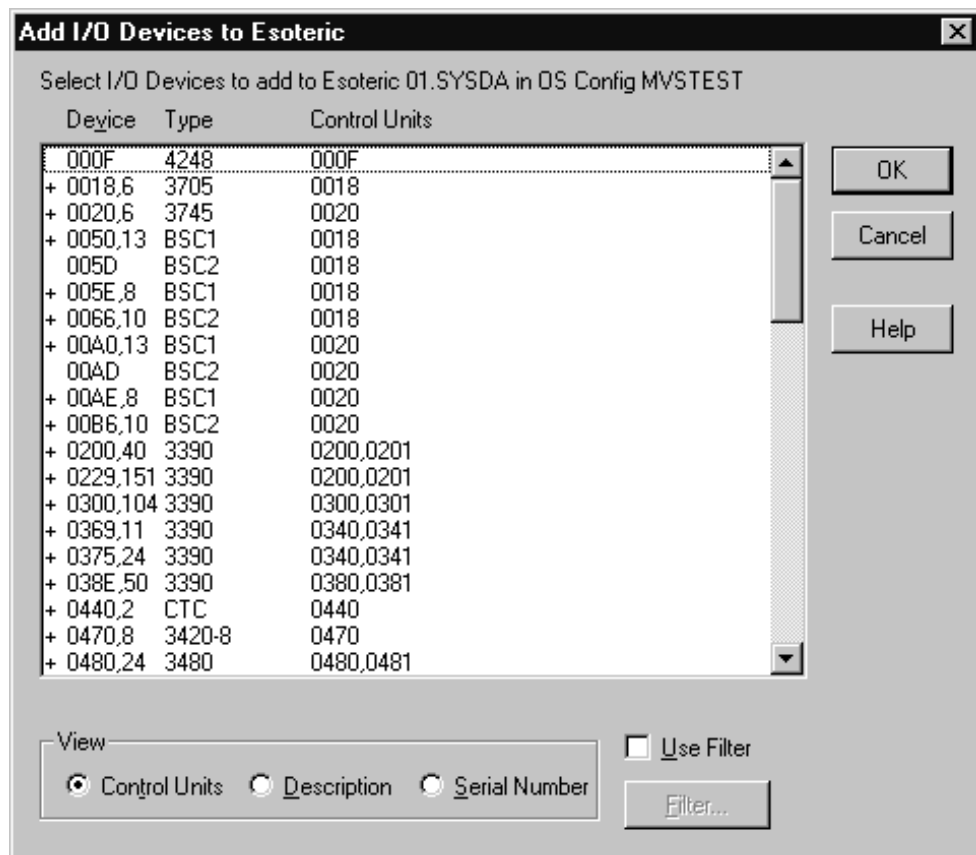 Add I/O Devices to Esoteric
Select I/O Devices to add to Esoteric 01.SYSDA in OS Config MVSTEST
Device Type Control Units
000F 4248 000F
+ 0018,6 3705 0018
+ 0020,6 3745 0020
+ 0050,13 BSC1 0018
005D BSC2 0018
+ 005E,8 BSC1 0018
+ 0066,10 BSC2 0018
+ 00A0,13 BSC1 0020
00AD BSC2 0020
+ 00AE,8 BSC1 0020
+ 00B6,10 BSC2 0020
+ 0200,40 3390 0200,0201
+ 0229,151 3390 0200,0201
+ 0300,104 3390 0300,0301
+ 0369,11 3390 0340,0341
+ 0375,24 3390 0340,0341
+ 038E,50 3390 0380,0381
+ 0440,2 CTC 0440
+ 0470,8 3420-8 0470
+ 0480,24 3480 0480,0481
OK
Cancel
Help
View
Control Units Description Serial Number
Use Filter
Filter...